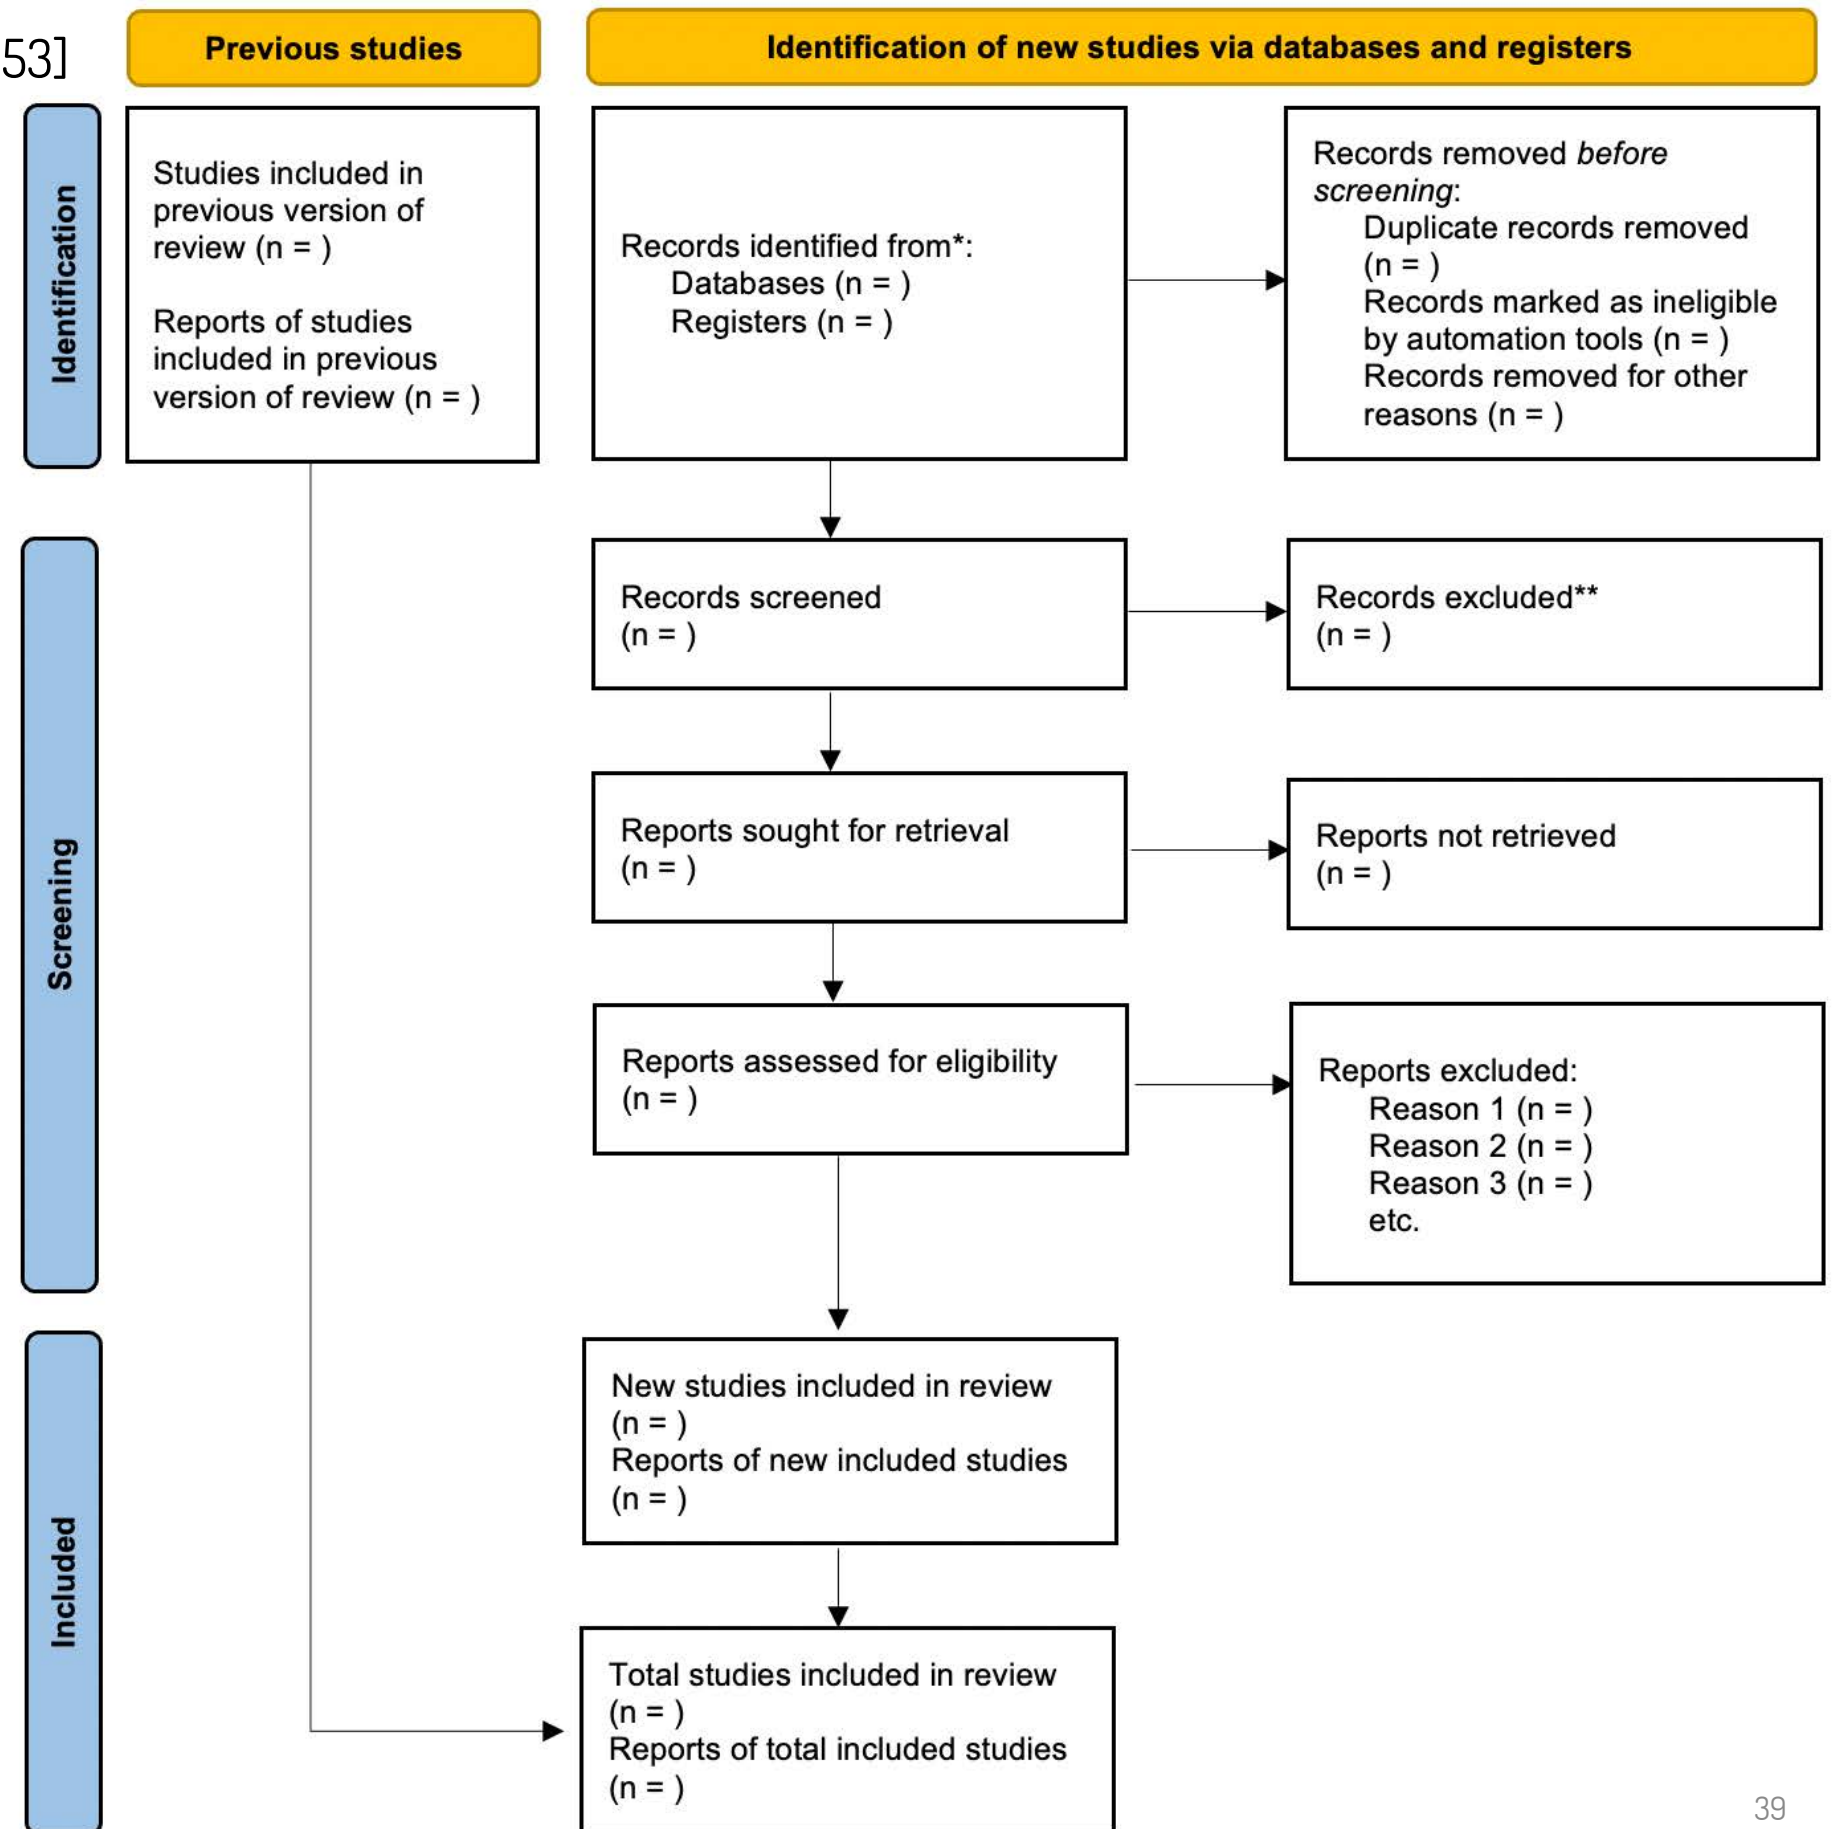 53]
Previous studies
Identification of new studies via databases and registers
Identification
Studies included in
previous version of
review (n = )
Reports of studies
included in previous
version of review (n = )
Records identified from*:
Databases (n = )
Registers (n = )
Records removed before
screening:
Duplicate records removed
(n = )
Records marked as ineligible
by automation tools (n = )
Records removed for other
reasons (n = )
Screening
Records screened
(n = )
Records excluded**
(n = )
Reports sought for retrieval
(n = )
Reports not retrieved
(n = )
Reports assessed for eligibility
(n = )
Reports excluded:
Reason 1 (n = )
Reason 2 (n = )
Reason 3 (n = )
etc.
Included
New studies included in review
(n = )
Reports of new included studies
(n = )
Total studies included in review
(n = )
Reports of total included studies
(n = )
39